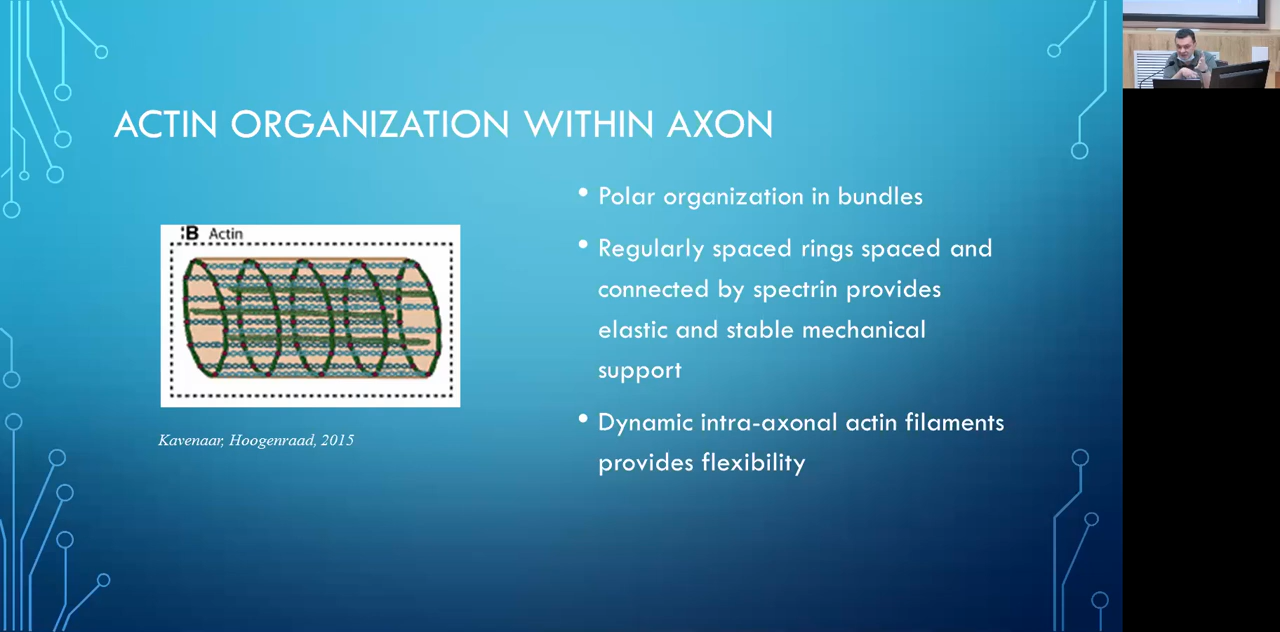 ACTIN ORGANIZATION WITHIN AXON
B Actin
Kavenaar, Hoogenraad, 2015
• Polar organization in bundles
• Regularly spaced rings spaced and
connected by spectrin provides
elastic and stable mechanical
support
• Dynamic intra-axonal actin filaments
provides flexibility